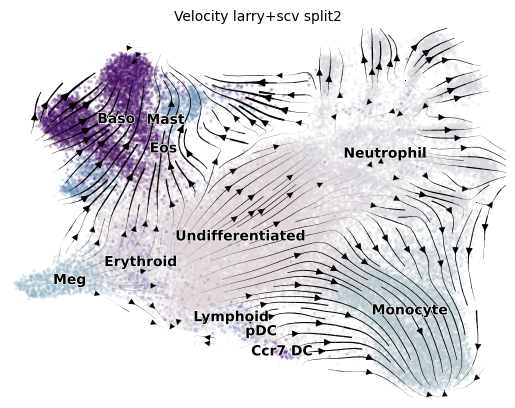 Velocity larry+scv split2
Baso
Mast
Eos
Neutrophil
Undifferentiated
Erythroid
Meg
Lymphoid
pDC
Ccr7 DC
Monocyte